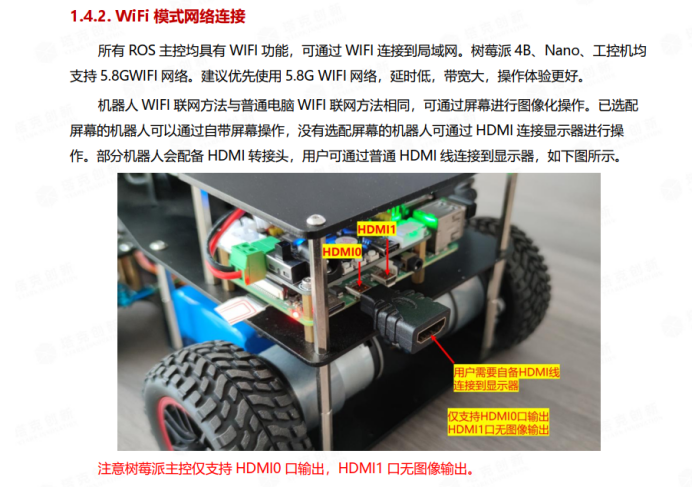 1.4.2. WiFi 模式网络连接
所有 ROS 主控均具有 WIFI 功能，可通过 WIFI 连接到局域网。树莓派 4B、Nano、工控机均
支持 5.8GWIFI 网络。建议优先使用 5.8G WIFI 网络，延时低，带宽大，操作体验更好。
机器人 WIFI 联网方法与普通电脑 WIFI 联网方法相同，可通过屏幕进行图像化操作。已选配
屏幕的机器人可以通过自带屏幕操作，没有选配屏幕的机器人可通过 HDMI 连接显示器进行操
作。部分机器人会配备 HDMI 转接头，用户可通过普通 HDMI 线连接到显示器，如下图所示。
HDMI1
HDMI0
用户需要自备HDMI线
连接到显示器
仅支持HDMI0口输出
HDMI1口无图像输出
注意树莓派主控仅支持 HDMI0 口输出，HDMI1 口无图像输出。